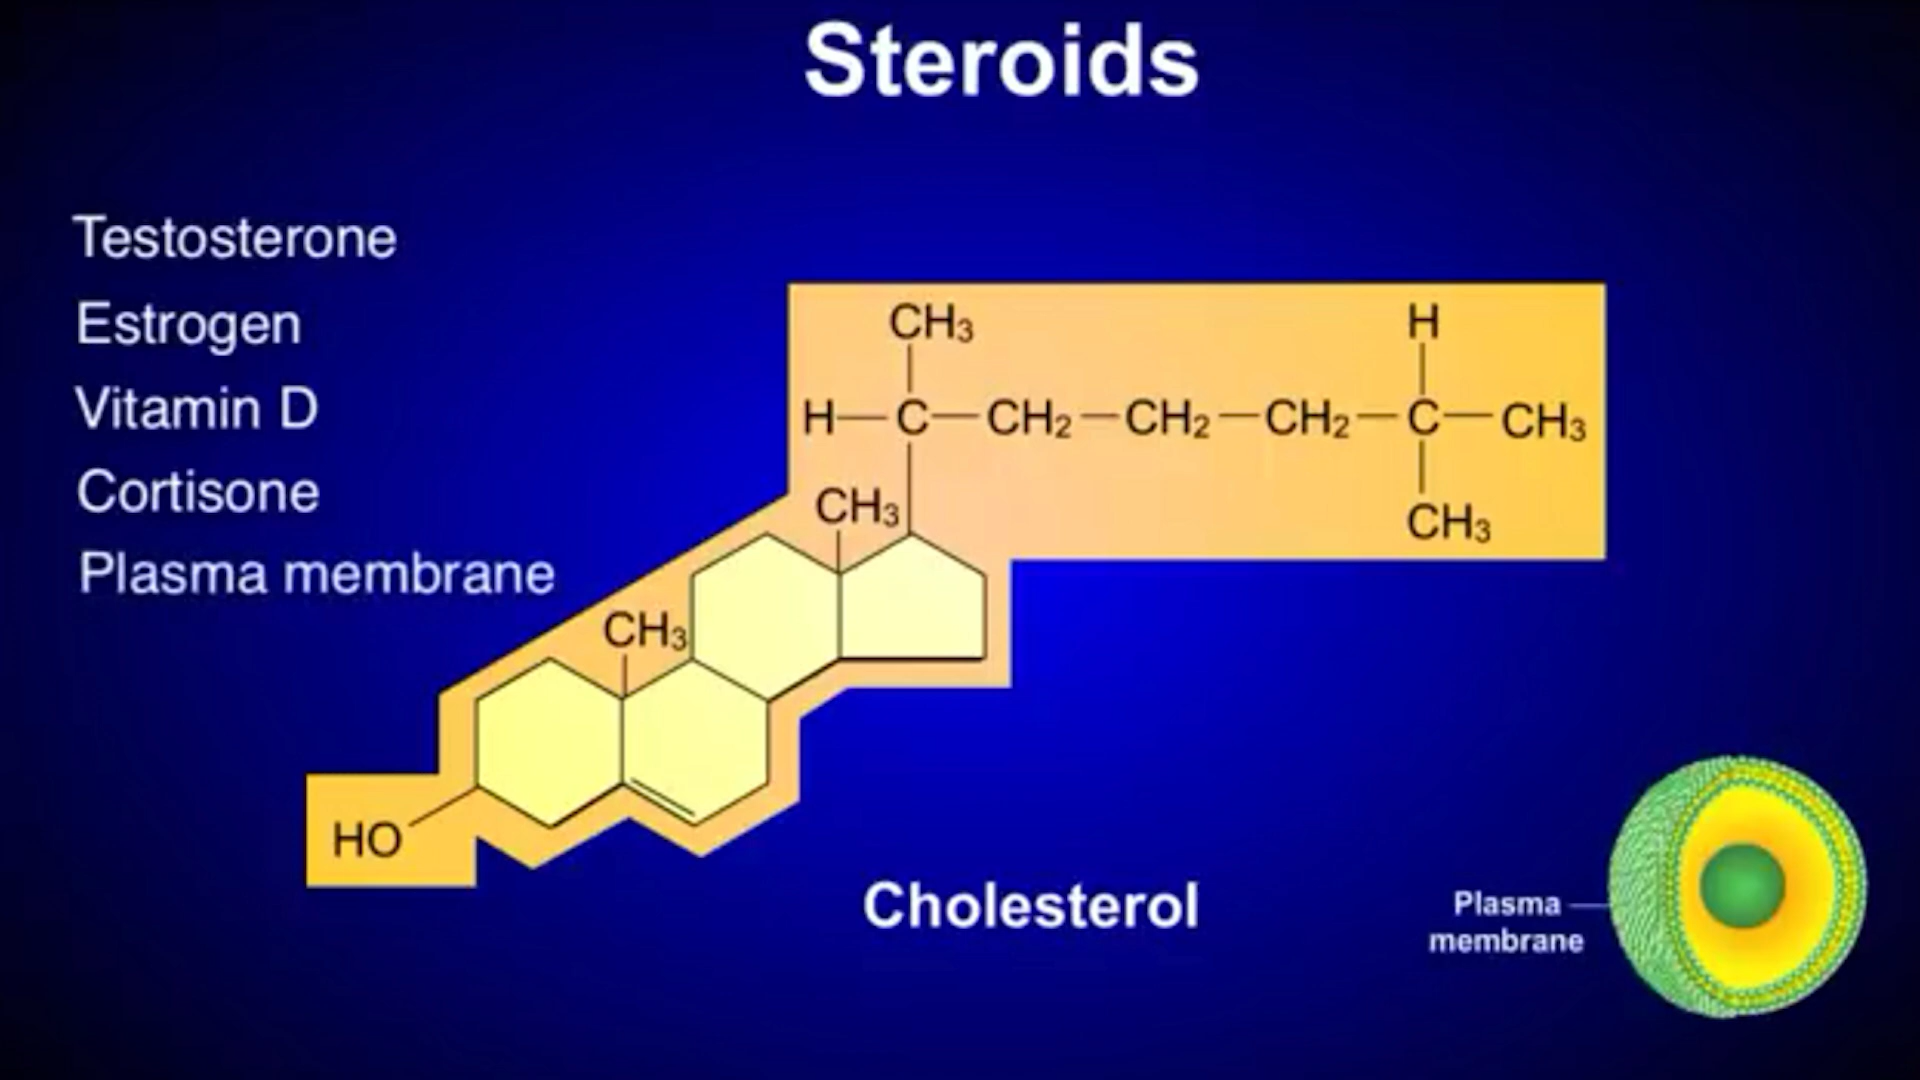 Steroids
Testosterone
Estrogen
Vitamin D
Cortisone
Plasma membrane
CH₃ H
H—C—CH₂—CH₂—CH₂—C—CH₃
CH₃ CH₃
CH₃
HO
Cholesterol
Plasma
membrane